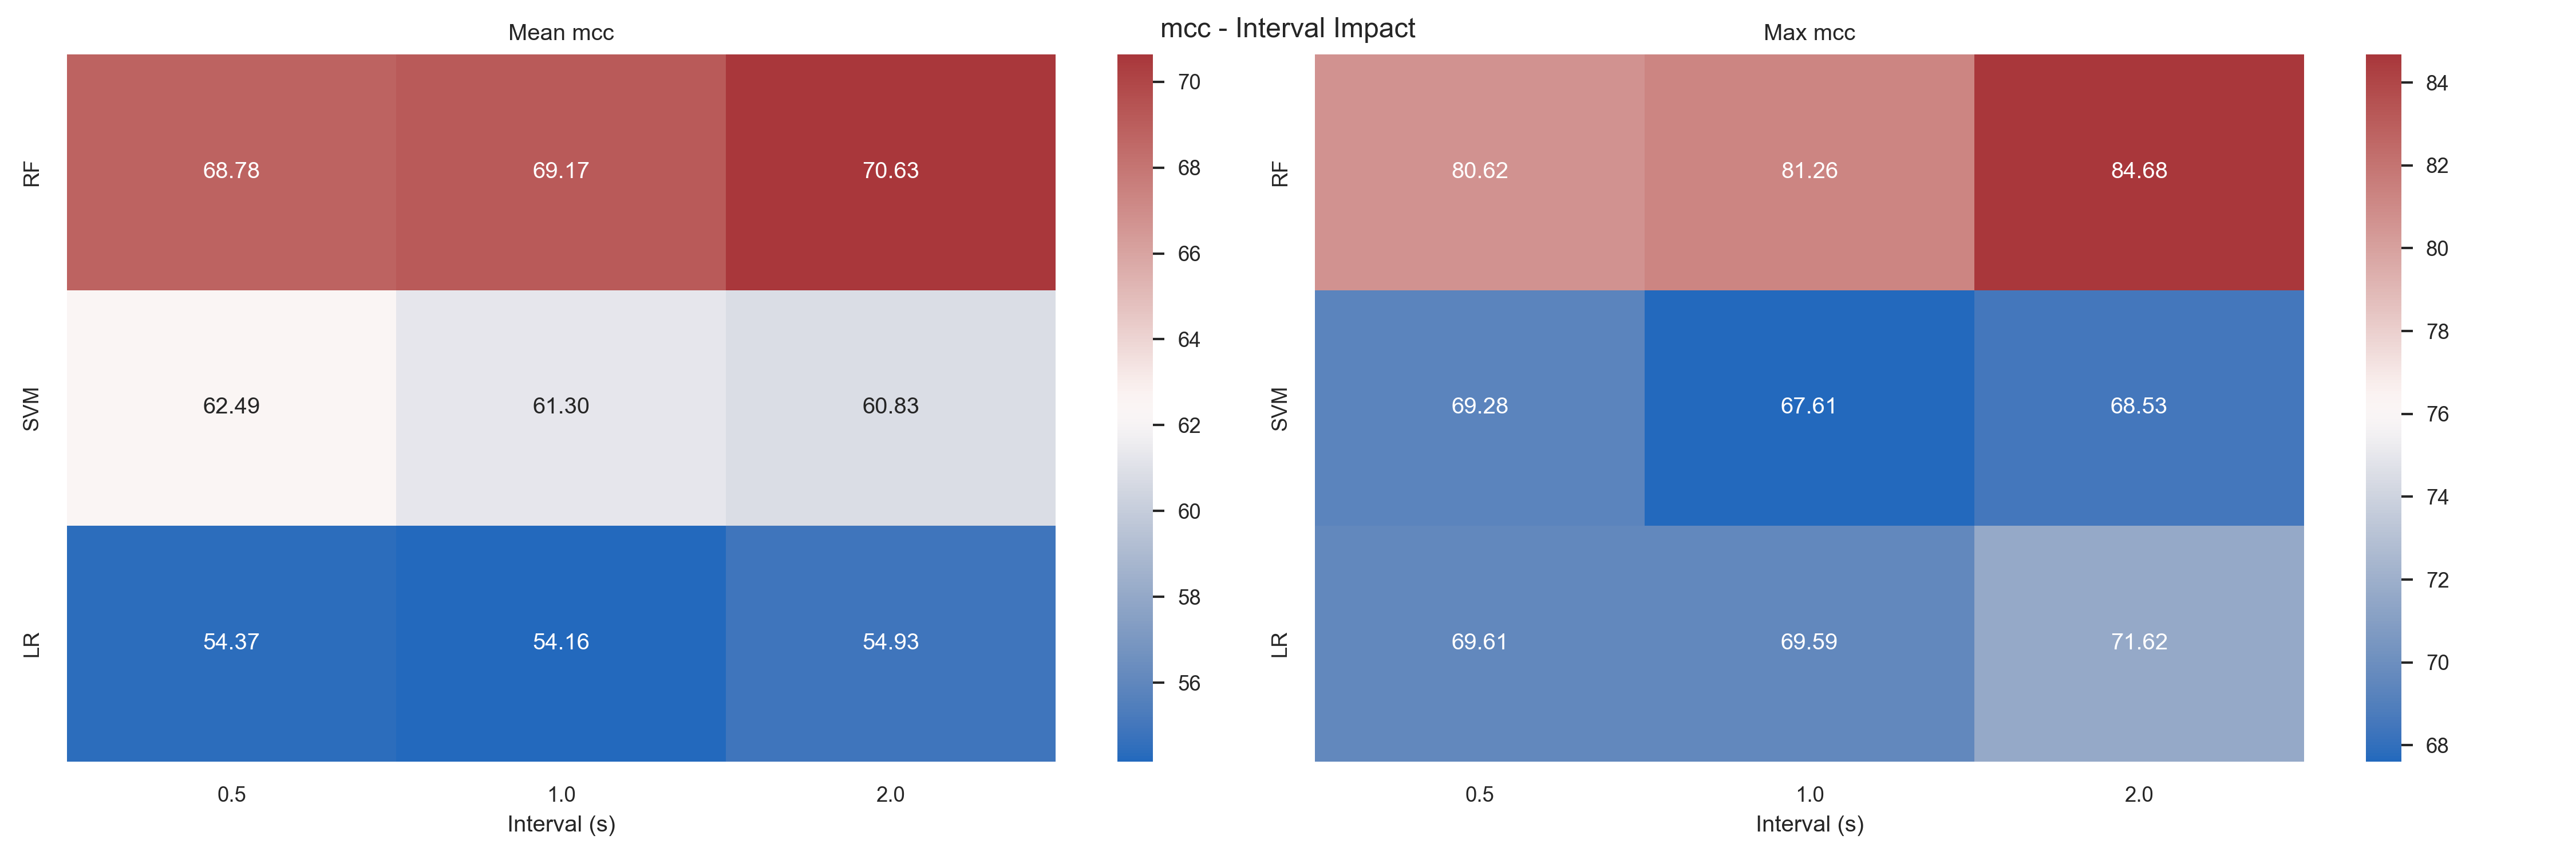 mcc - Interval Impact
Mean mcc
RF
68.78 69.17 70.63
SVM
62.49 61.30 60.83
LR
54.37 54.16 54.93
0.5 1.0 2.0
Interval (s)
70
68
66
64
62
60
58
56
Max mcc
RF
80.62 81.26 84.68
SVM
69.28 67.61 68.53
LR
69.61 69.59 71.62
0.5 1.0 2.0
Interval (s)
84
82
80
78
76
74
72
70
68